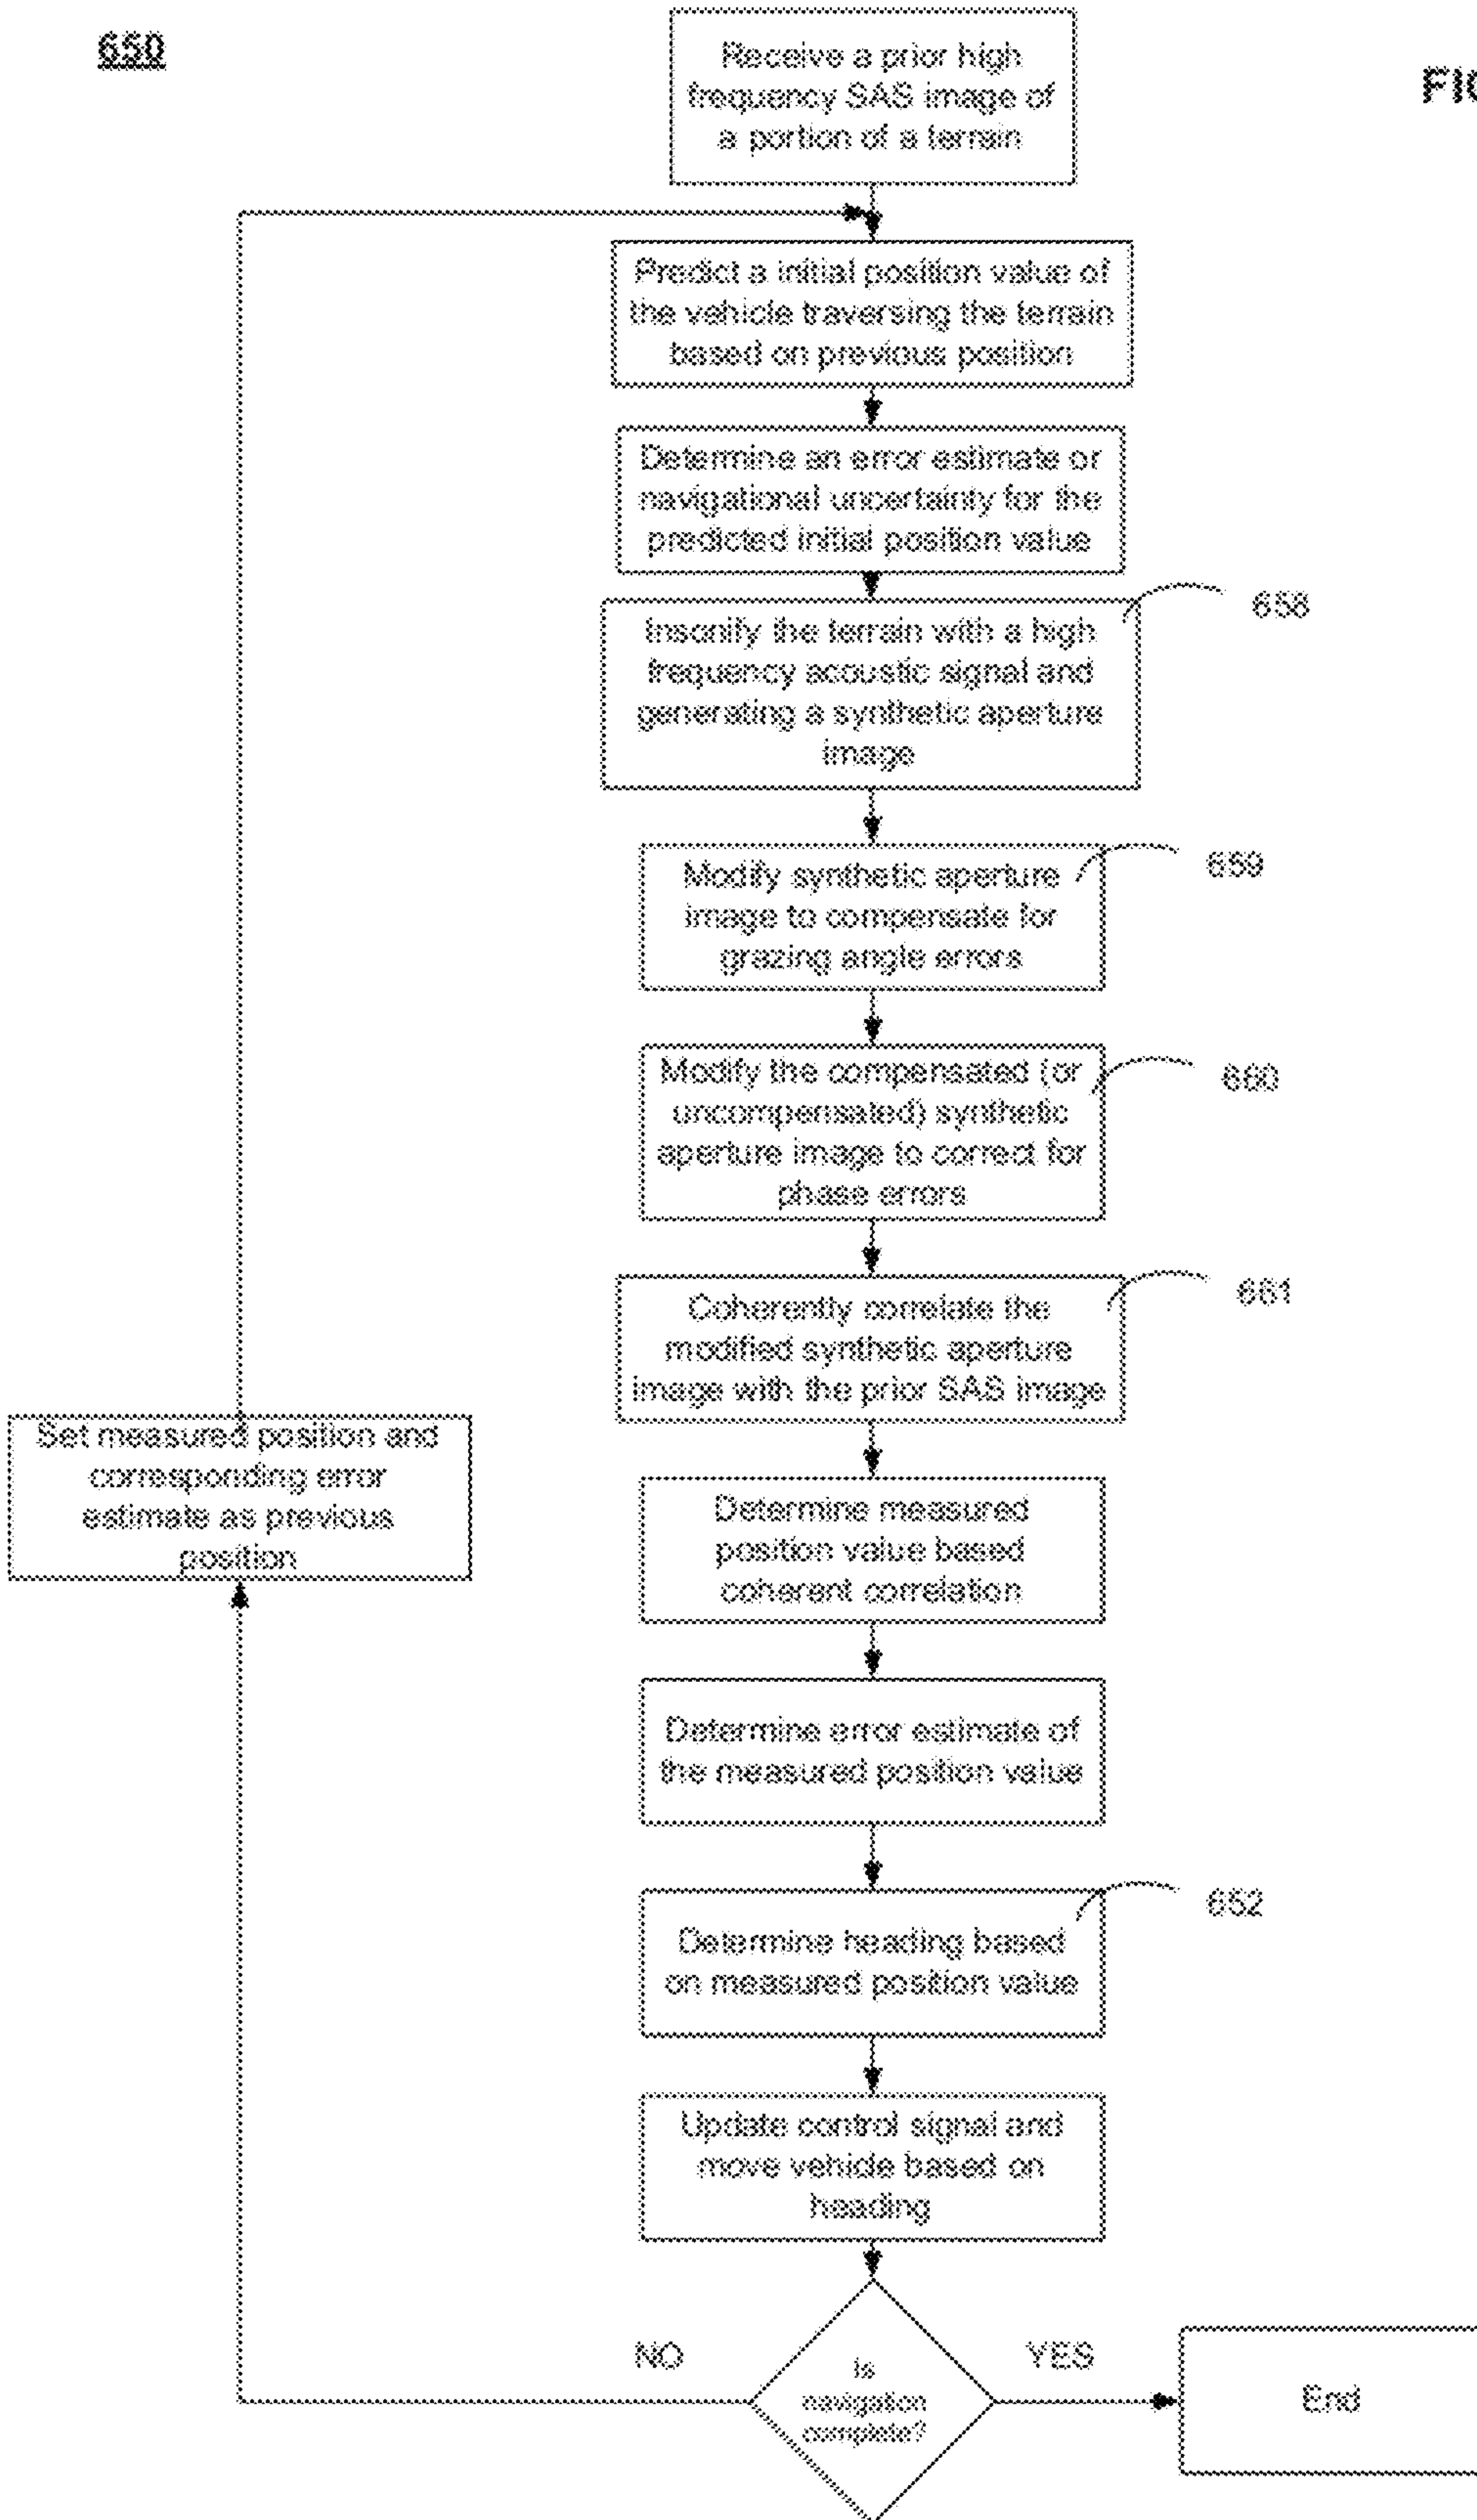 650
FIG
Receive a prior high
frequency SAS image of
a portion of a terrain
Predict a initial position value of
the vehicle traversing the terrain
based on previous position
Determine an error estimate or
navigational uncertainty for the
predicted initial position value
Insonify the terrain with a high
frequency acoustic signal and
generating a synthetic aperture
image
658
Modify synthetic aperture
image to compensate for
grazing angle errors
659
Modify the compensated (or
uncompensated) synthetic
aperture image to correct for
phase errors
660
Coherently correlate the
modified synthetic aperture
image with the prior SAS image
661
Set measured position and
corresponding error
estimate as previous
position
Determine measured
position value based
coherent correlation
Determine error estimate of
the measured position value
Determine heading based
on measured position value
652
Update control signal and
move vehicle based on
heading
NO
Is
navigation
complete?
YES
End